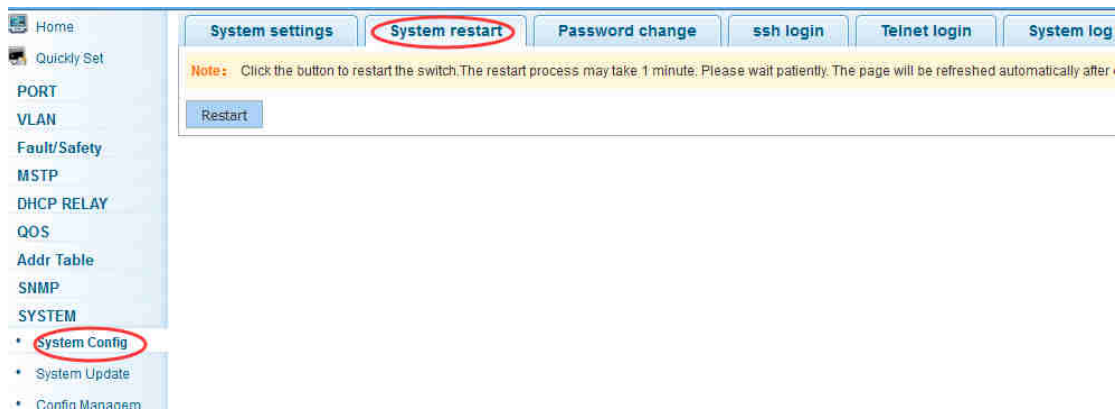 Home
Quickly Set
PORT
VLAN
Fault/Safety
MSTP
DHCP RELAY
QOS
Addr Table
SNMP
SYSTEM
• System Config
• System Update
• Config Managem
System settings System restart Password change ssh login Telnet login System log
Note: Click the button to restart the switch.The restart process may take 1 minute. Please wait patiently. The page will be refreshed automatically after
Restart